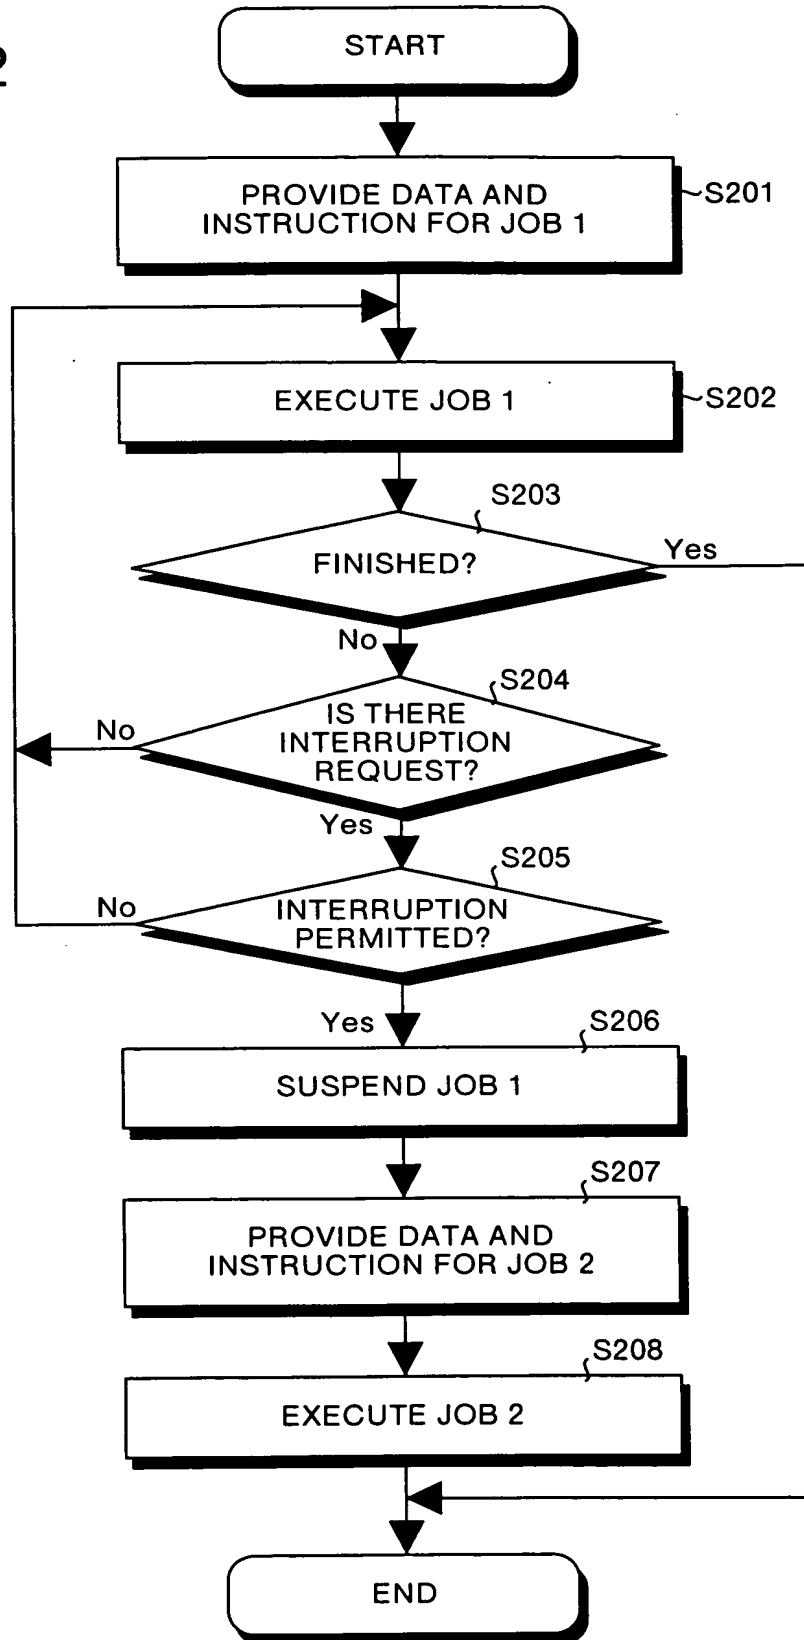 START
PROVIDE DATA AND
INSTRUCTION FOR JOB 1
S201
EXECUTE JOB 1
S202
S203
FINISHED?
Yes
No
S204
IS THERE
INTERRUPTION
REQUEST?
No
Yes
S205
INTERRUPTION
PERMITTED?
No
Yes
S206
SUSPEND JOB 1
S207
PROVIDE DATA AND
INSTRUCTION FOR JOB 2
S208
EXECUTE JOB 2
END